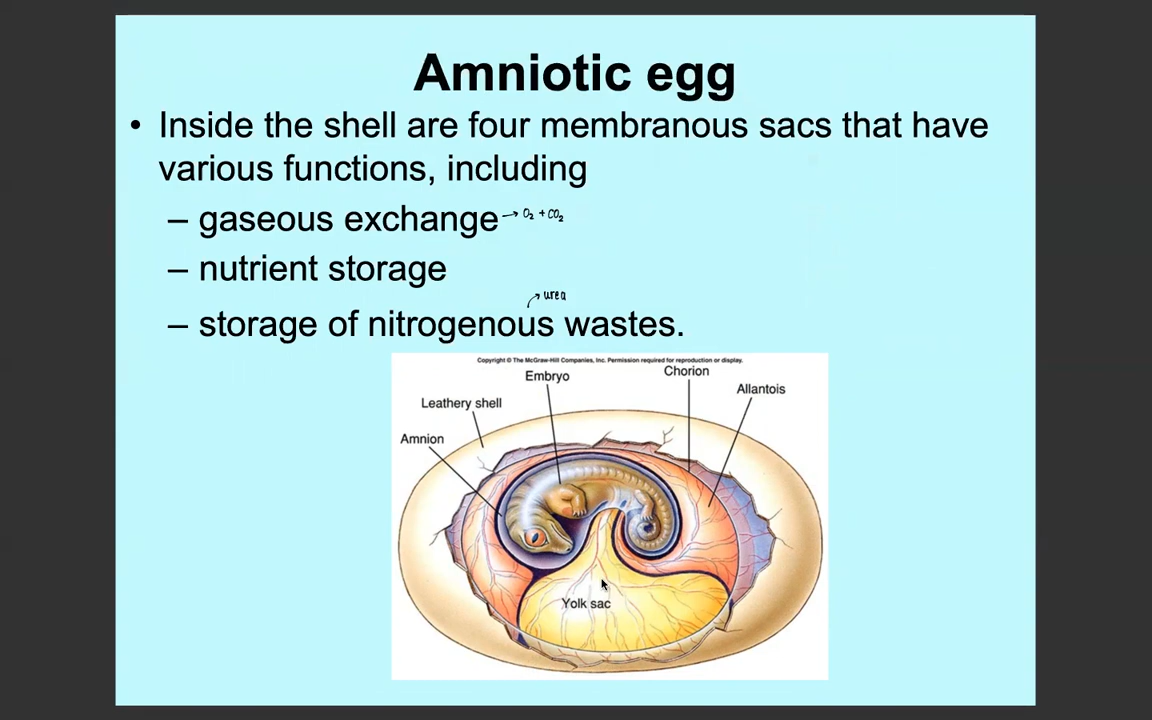 Amniotic egg
• Inside the shell are four membranous sacs that have
various functions, including
– gaseous exchange → O₂ + CO₂
– nutrient storage
urea
– storage of nitrogenous wastes.
Copyright © The McGraw-Hill Companies, Inc. Permission required for reproduction or display.
Embryo
Chorion
Allantois
Leathery shell
Amnion
Yolk sac